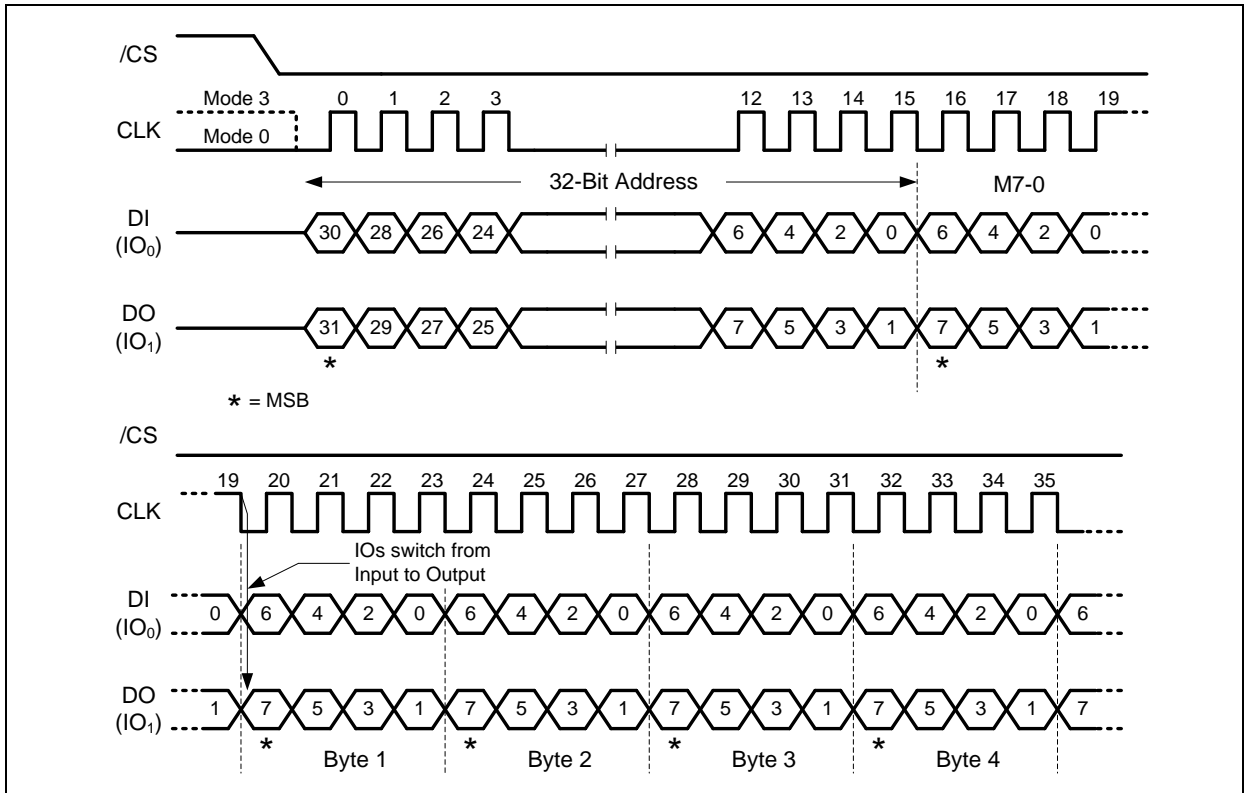 /CS
Mode 3 0 1 2 3 12 13 14 15 16 17 18 19
CLK Mode 0
32-Bit Address M7-0
DI
(IO0) 30 28 26 24 6 4 2 0 6 4 2 0
DO
(IO1) 31 29 27 25 7 5 3 1 7 5 3 1
* *
* = MSB
/CS
19 20 21 22 23 24 25 26 27 28 29 30 31 32 33 34 35
CLK
IOs switch from
Input to Output
DI
(IO0) 0 6 4 2 0 6 4 2 0 6 4 2 0 6 4 2 0 6
DO
(IO1) 1 7 5 3 1 7 5 3 1 7 5 3 1 7 5 3 1 7
* Byte 1 * Byte 2 * Byte 3 * Byte 4